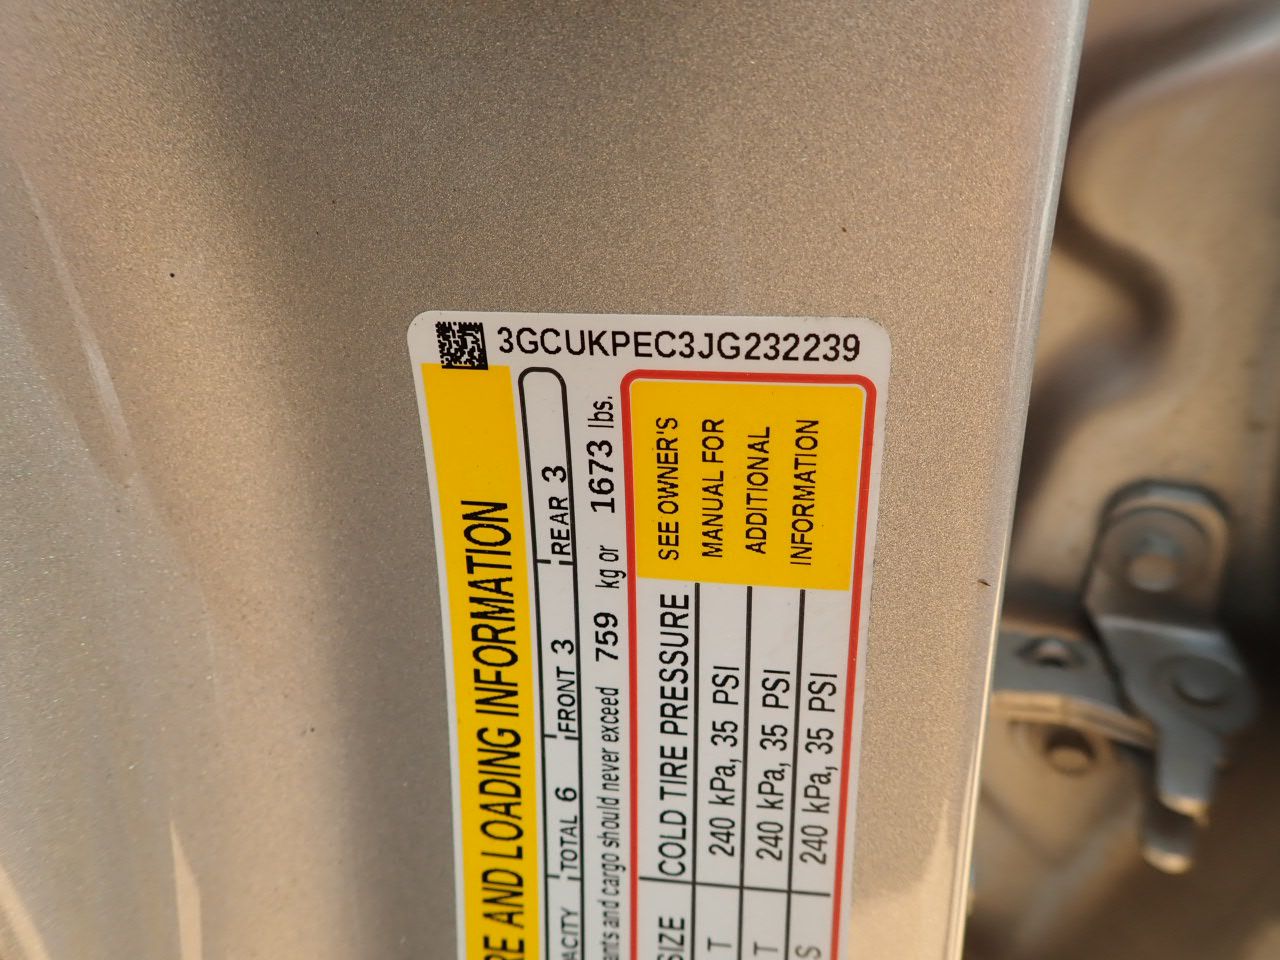 3GCUKPEC3JG232239
RE AND LOADING INFORMATION
ACITY TOTAL 6 FRONT 3 REAR 3
ants and cargo should never exceed 759 kg or 1673 lbs.
SIZE COLD TIRE PRESSURE
T 240 kPa, 35 PSI
T 240 kPa, 35 PSI
S 240 kPa, 35 PSI
SEE OWNER'S
MANUAL FOR
ADDITIONAL
INFORMATION